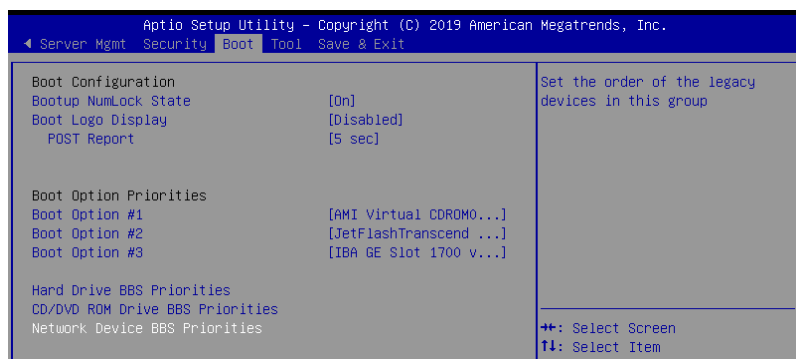 Aptio Setup Utility – Copyright (C) 2019 American Megatrends, Inc.
Server Mgmt Security Boot Tool Save & Exit
Boot Configuration
Bootup NumLock State [On]
Boot Logo Display [Disabled]
POST Report [5 sec]
Boot Option Priorities
Boot Option #1 [AMI Virtual CDROM0...]
Boot Option #2 [JetFlashTranscend ...]
Boot Option #3 [IBA GE Slot 1700 v...]
Hard Drive BBS Priorities
CD/DVD ROM Drive BBS Priorities
Network Device BBS Priorities
Set the order of the legacy
devices in this group
→←: Select Screen
↑↓: Select Item